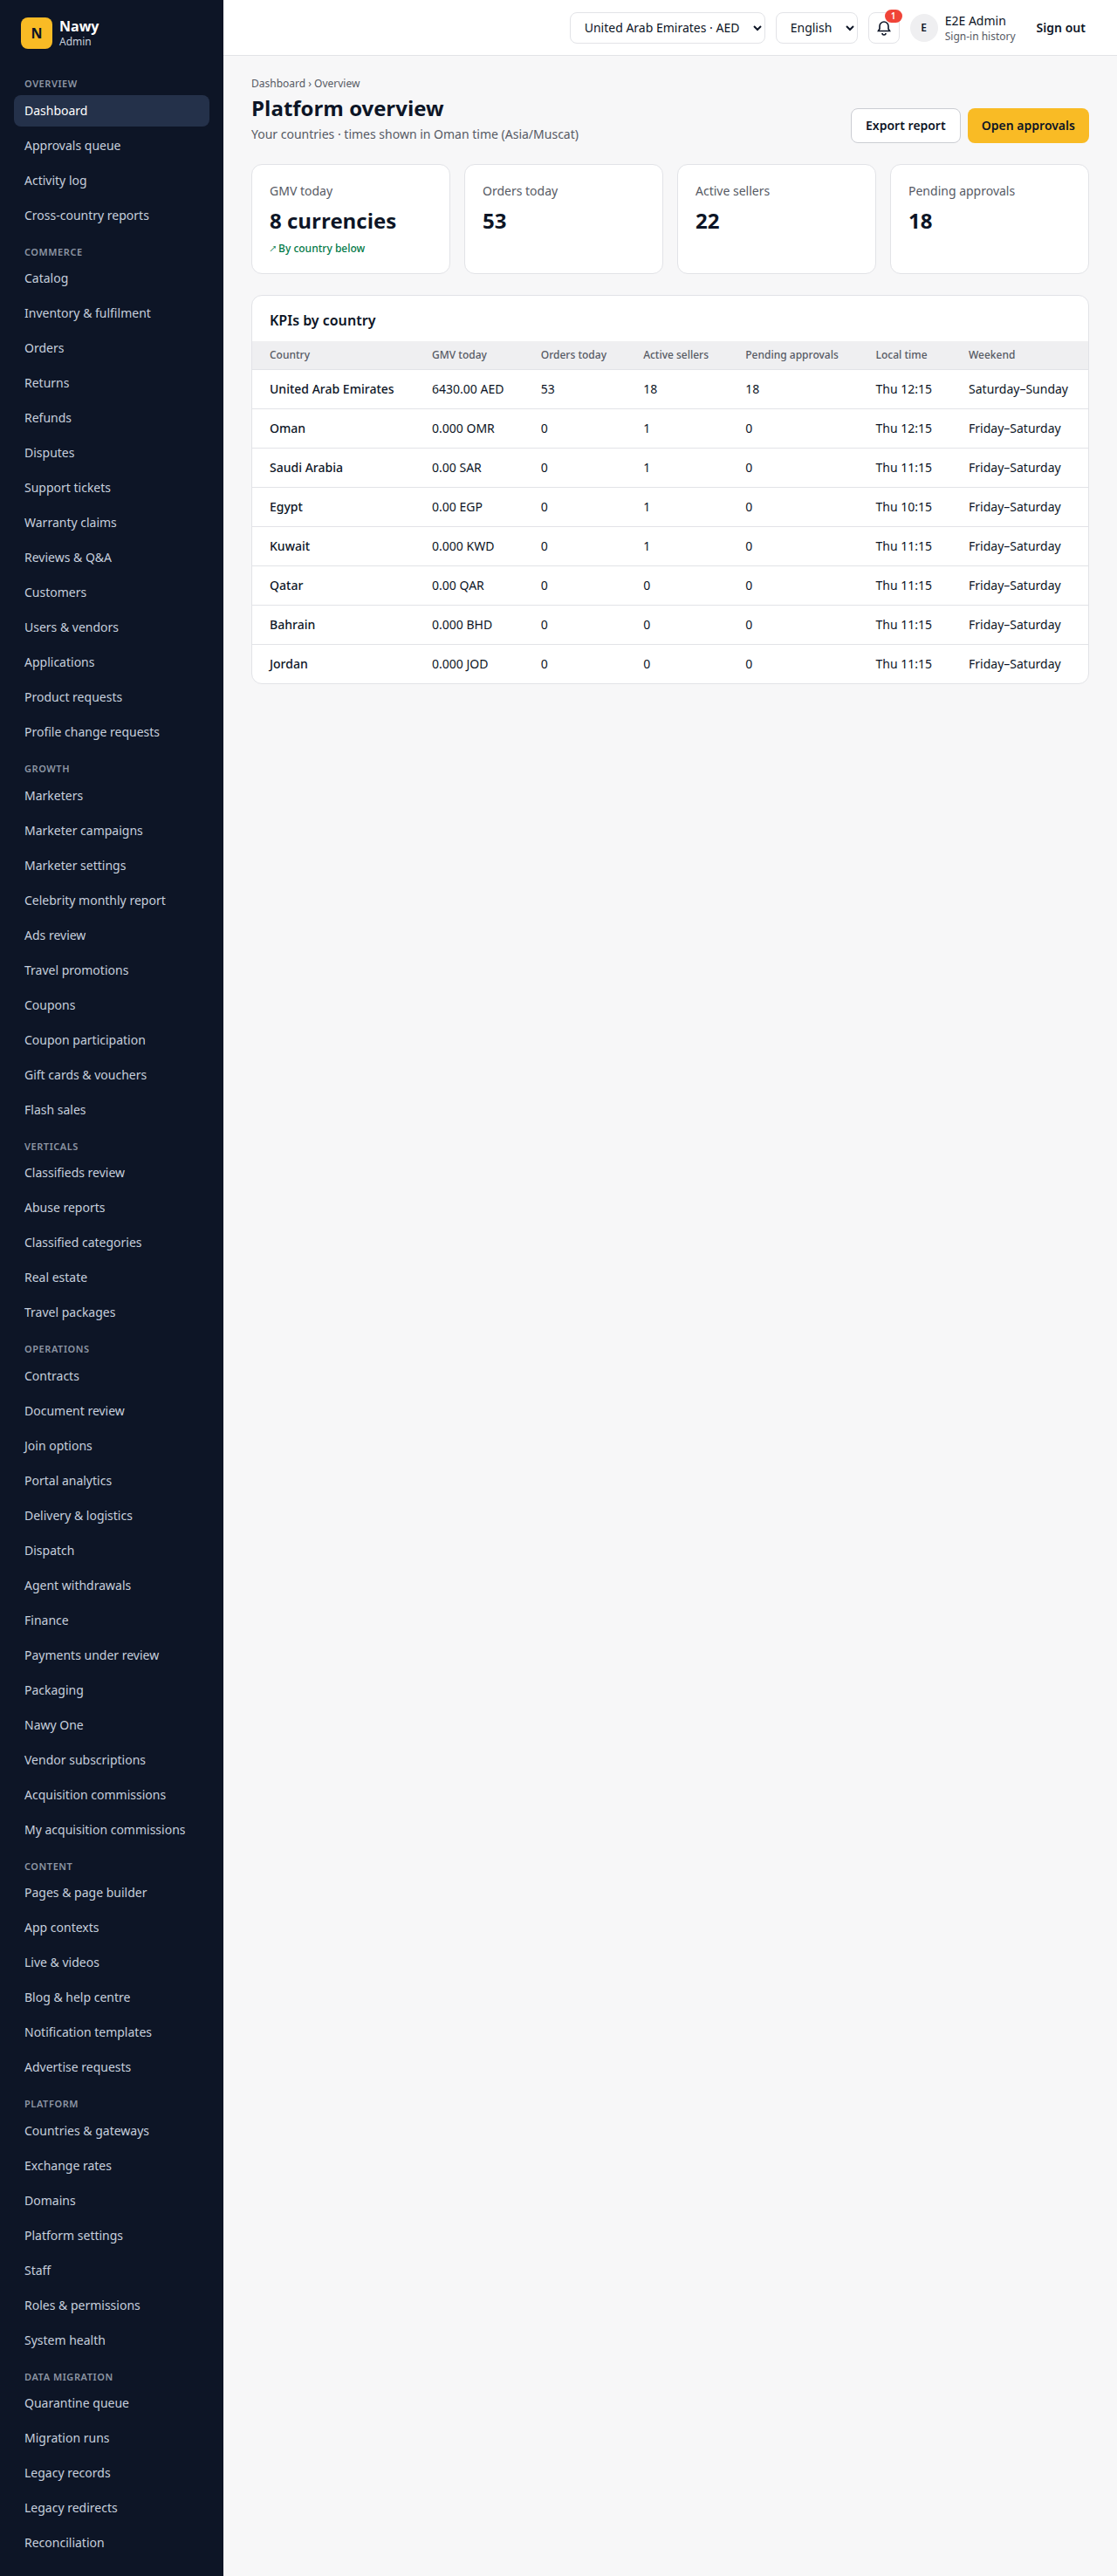 N
Nawy
Admin
OVERVIEW
Dashboard
Approvals queue
Activity log
Cross-country reports
COMMERCE
Catalog
Inventory & fulfilment
Orders
Returns
Refunds
Disputes
Support tickets
Warranty claims
Reviews & Q&A
Customers
Users & vendors
Applications
Product requests
Profile change requests
GROWTH
Marketers
Marketer campaigns
Marketer settings
Celebrity monthly report
Ads review
Travel promotions
Coupons
Coupon participation
Gift cards & vouchers
Flash sales
VERTICALS
Classifieds review
Abuse reports
Classified categories
Real estate
Travel packages
OPERATIONS
Contracts
Document review
Join options
Portal analytics
Delivery & logistics
Dispatch
Agent withdrawals
Finance
Payments under review
Packaging
Nawy One
Vendor subscriptions
Acquisition commissions
My acquisition commissions
CONTENT
Pages & page builder
App contexts
Live & videos
Blog & help centre
Notification templates
Advertise requests
PLATFORM
Countries & gateways
Exchange rates
Domains
Platform settings
Staff
Roles & permissions
System health
DATA MIGRATION
Quarantine queue
Migration runs
Legacy records
Legacy redirects
Reconciliation
United Arab Emirates · AED
English
1
E
E2E Admin
Sign-in history
Sign out
Dashboard › Overview
Platform overview
Your countries · times shown in Oman time (Asia/Muscat)
Export report
Open approvals
GMV today
8 currencies
↗ By country below
Orders today
53
Active sellers
22
Pending approvals
18
KPIs by country
Country GMV today Orders today Active sellers Pending approvals Local time Weekend
United Arab Emirates 6430.00 AED 53 18 18 Thu 12:15 Saturday–Sunday
Oman 0.000 OMR 0 1 0 Thu 12:15 Friday–Saturday
Saudi Arabia 0.00 SAR 0 1 0 Thu 11:15 Friday–Saturday
Egypt 0.00 EGP 0 1 0 Thu 10:15 Friday–Saturday
Kuwait 0.000 KWD 0 1 0 Thu 11:15 Friday–Saturday
Qatar 0.00 QAR 0 0 0 Thu 11:15 Friday–Saturday
Bahrain 0.000 BHD 0 0 0 Thu 11:15 Friday–Saturday
Jordan 0.000 JOD 0 0 0 Thu 11:15 Friday–Saturday